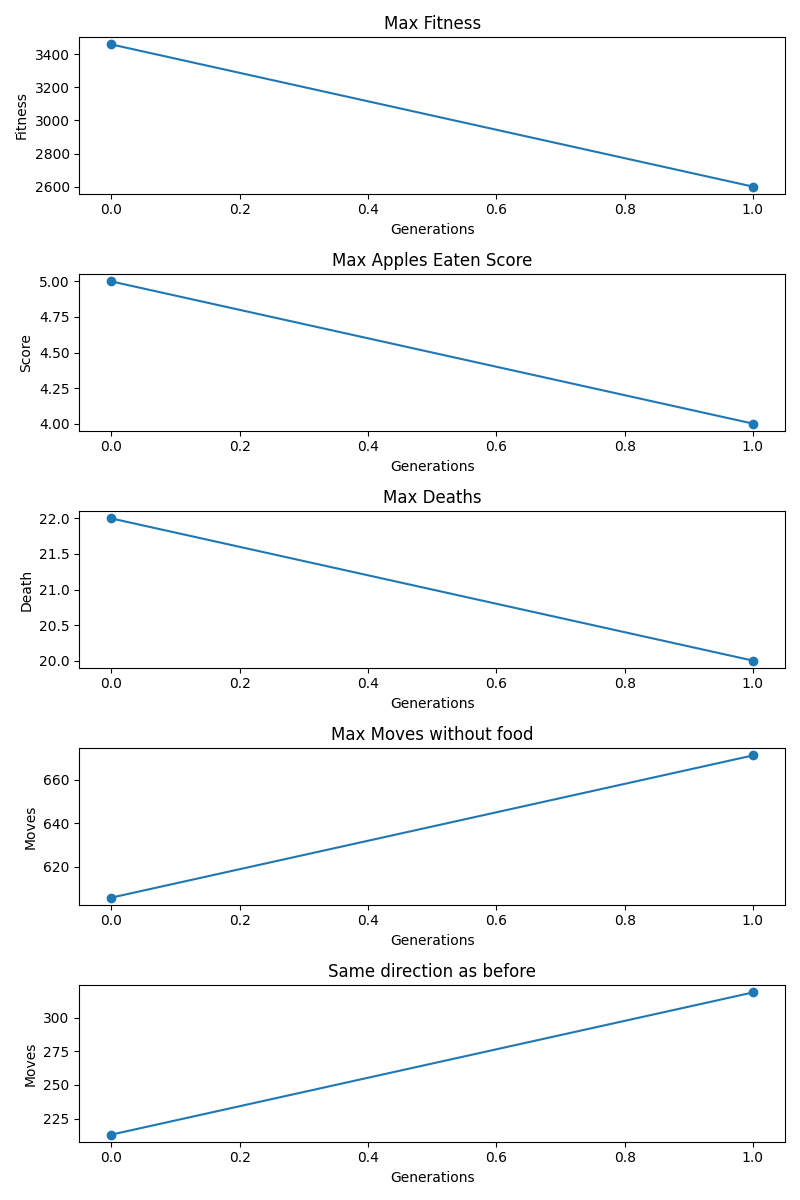 Max Fitness
3400
3200
3000
2800
2600
Fitness
0.0 0.2 0.4 0.6 0.8 1.0
Generations
Max Apples Eaten Score
5.00
4.75
4.50
4.25
4.00
Score
0.0 0.2 0.4 0.6 0.8 1.0
Generations
Max Deaths
22.0
21.5
21.0
20.5
20.0
Death
0.0 0.2 0.4 0.6 0.8 1.0
Generations
Max Moves without food
660
640
620
Moves
0.0 0.2 0.4 0.6 0.8 1.0
Generations
Same direction as before
300
275
250
225
Moves
0.0 0.2 0.4 0.6 0.8 1.0
Generations